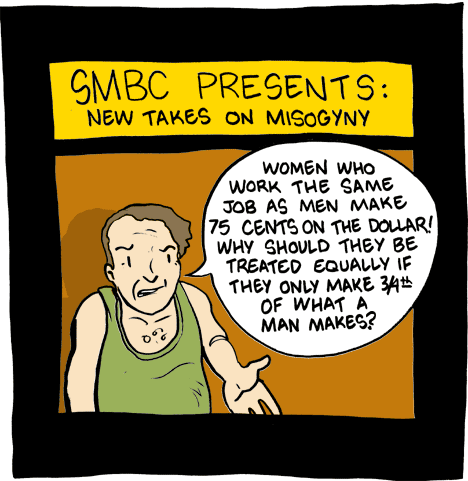 SMBC PRESENTS:
NEW TAKES ON MISOGYNY
WOMEN WHO
WORK THE SAME
JOB AS MEN MAKE
75 CENTS ON THE DOLLAR!
WHY SHOULD THEY BE
TREATED EQUALLY IF
THEY ONLY MAKE 3/4th
OF WHAT A
MAN MAKES?